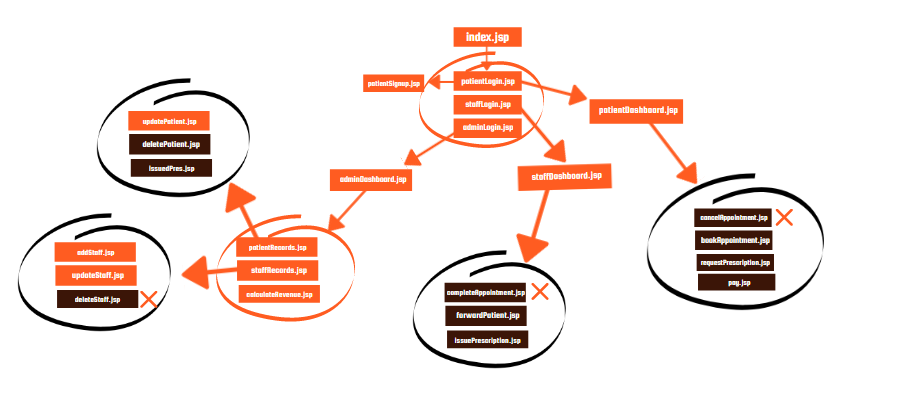 index.jsp
patientSignup.jsp
patientLogin.jsp
staffLogin.jsp
adminLogin.jsp
patientDashboard.jsp
adminDashboard.jsp
staffDashboard.jsp
updatePatient.jsp
deletePatient.jsp
issuedPres.jsp
addStaff.jsp
updateStaff.jsp
deleteStaff.jsp
patientRecords.jsp
staffRecords.jsp
calculateRevenue.jsp
completeAppointment.jsp
forwardPatient.jsp
issuePrescription.jsp
cancelAppointment.jsp
bookAppointment.jsp
requestPrescription.jsp
pay.jsp